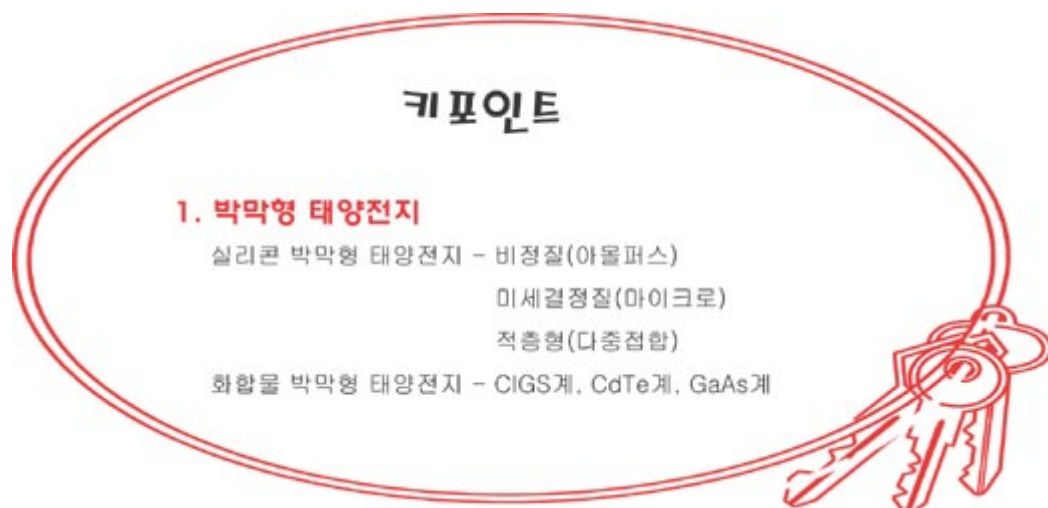 키포인트
1. 박막형 태양전지
실리콘 박막형 태양전지 - 비정질(아몰퍼스)
미세결정질(마이크로)
적층형(다중접합)
화합물 박막형 태양전지 - CIGS계, CdTe계, GaAs계